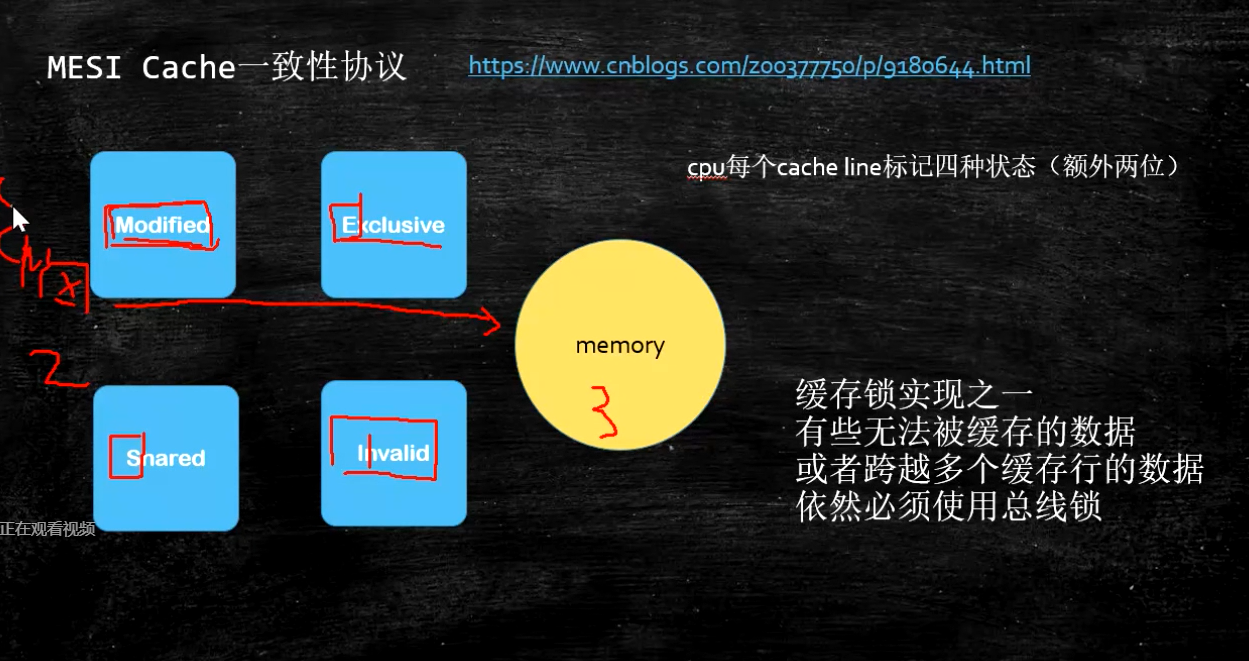 MESI Cache一致性协议
https://www.cnblogs.com/z00377750/p/9180644.html
cpu每个cache line标记四种状态（额外两位）
Modified
Exclusive
memory
3
2
Shared
Invalid
缓存锁实现之一
有些无法被缓存的数据
或者跨越多个缓存行的数据
依然必须使用总线锁
正在观看视频